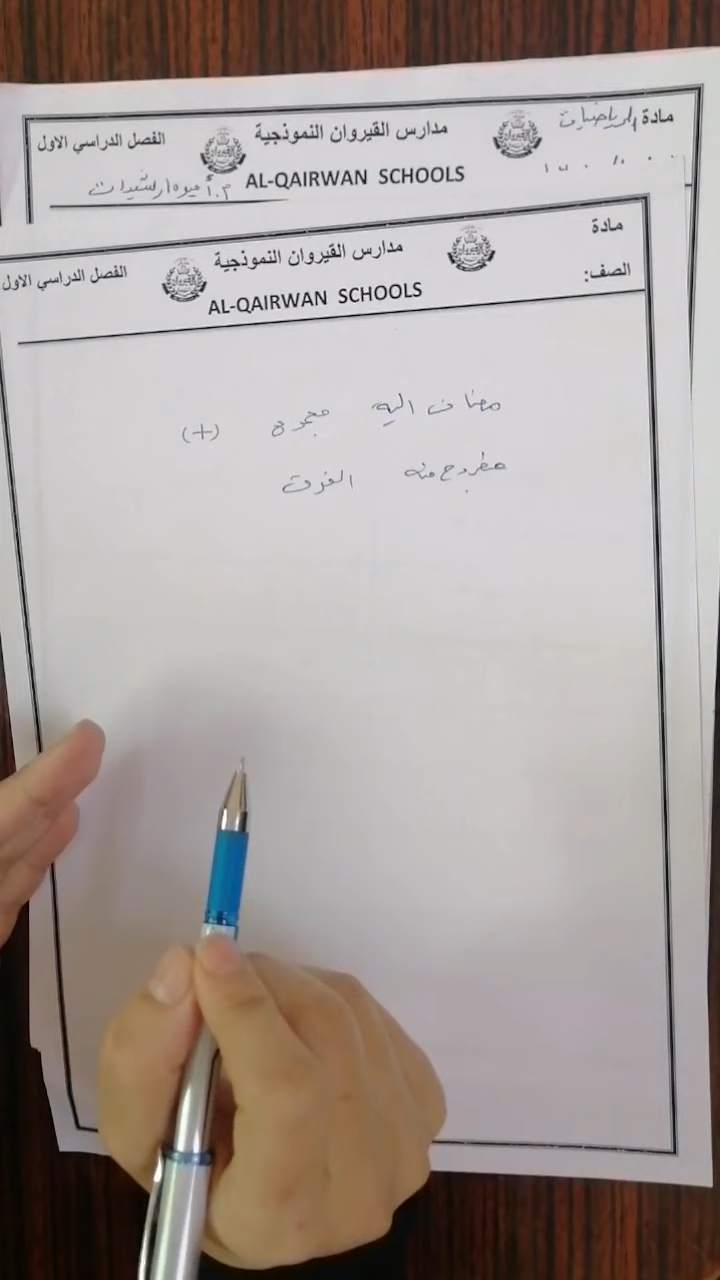 مادة الرياضيات
مدارس القيروان النموذجية
الفصل الدراسي الاول
AL-QAIRWAN SCHOOLS
م.أ
مادة
مدارس القيروان النموذجية
الفصل الدراسي الاول
الصف:
AL-QAIRWAN SCHOOLS
مضاف اليه مجموع (+)
مطروح منه الفرق